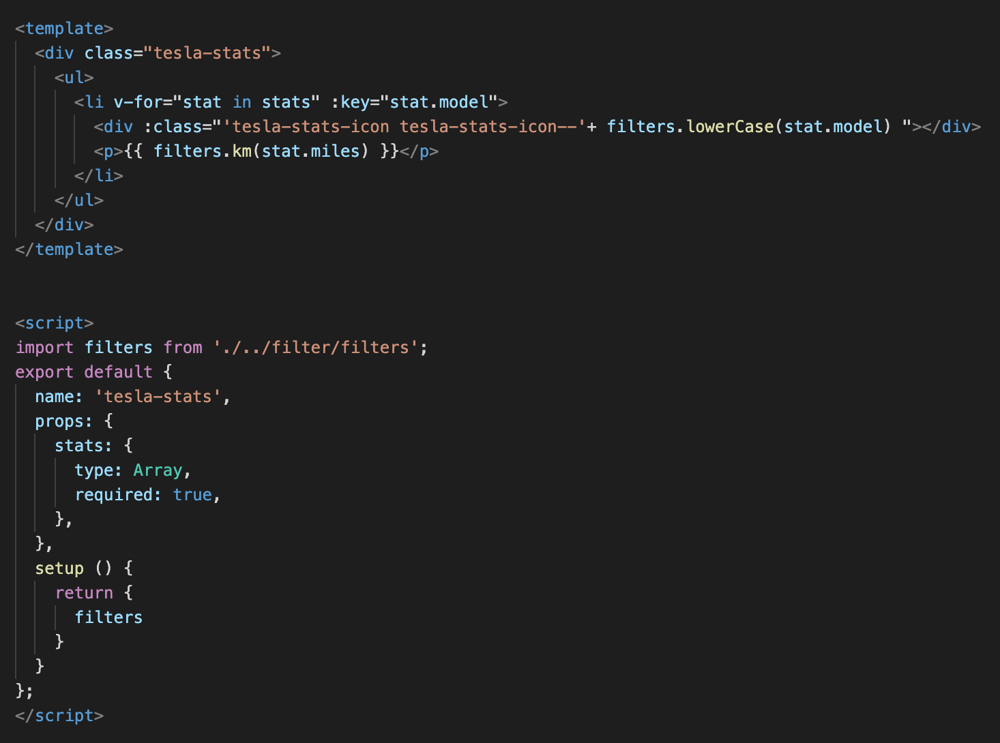 <template>
  <div class="tesla-stats">
    <ul>
      <li v-for="stat in stats" :key="stat.model">
        <div :class="'tesla-stats-icon tesla-stats-icon--'+ filters.lowerCase(stat.model) "></div>
        <p>{{ filters.km(stat.miles) }}</p>
      </li>
    </ul>
  </div>
</template>

<script>
import filters from './../filter/filters';
export default {
  name: 'tesla-stats',
  props: {
    stats: {
      type: Array,
      required: true,
    },
  },
  setup () {
    return {
      filters
    }
  }
};
</script>